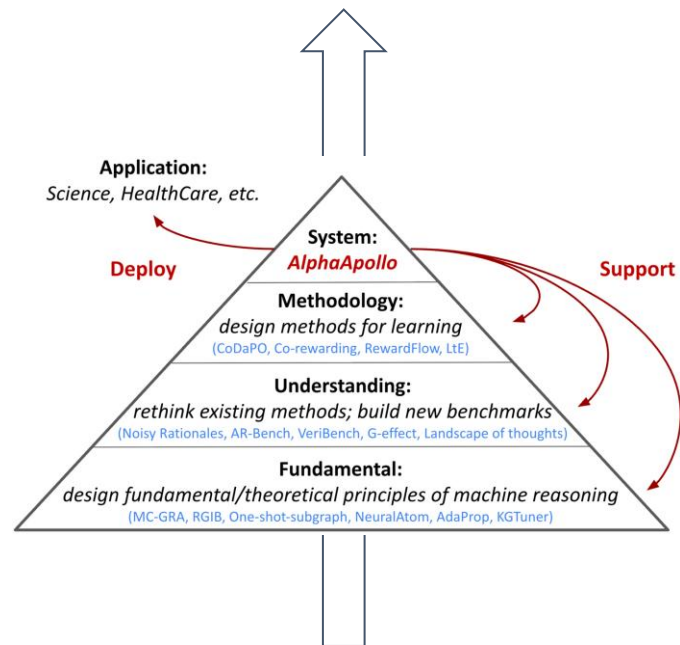 Application:
Science, HealthCare, etc.
Deploy
System:
AlphaApollo
Support
Methodology:
design methods for learning
(CoDaPO, Co-rewarding, RewardFlow, LtE)
Understanding:
rethink existing methods; build new benchmarks
(Noisy Rationales, AR-Bench, VeriBench, G-effect, Landscape of thoughts)
Fundamental:
design fundamental/theoretical principles of machine reasoning
(MC-GRA, RGIB, One-shot-subgraph, NeuralAtom, AdaProp, KGTuner)